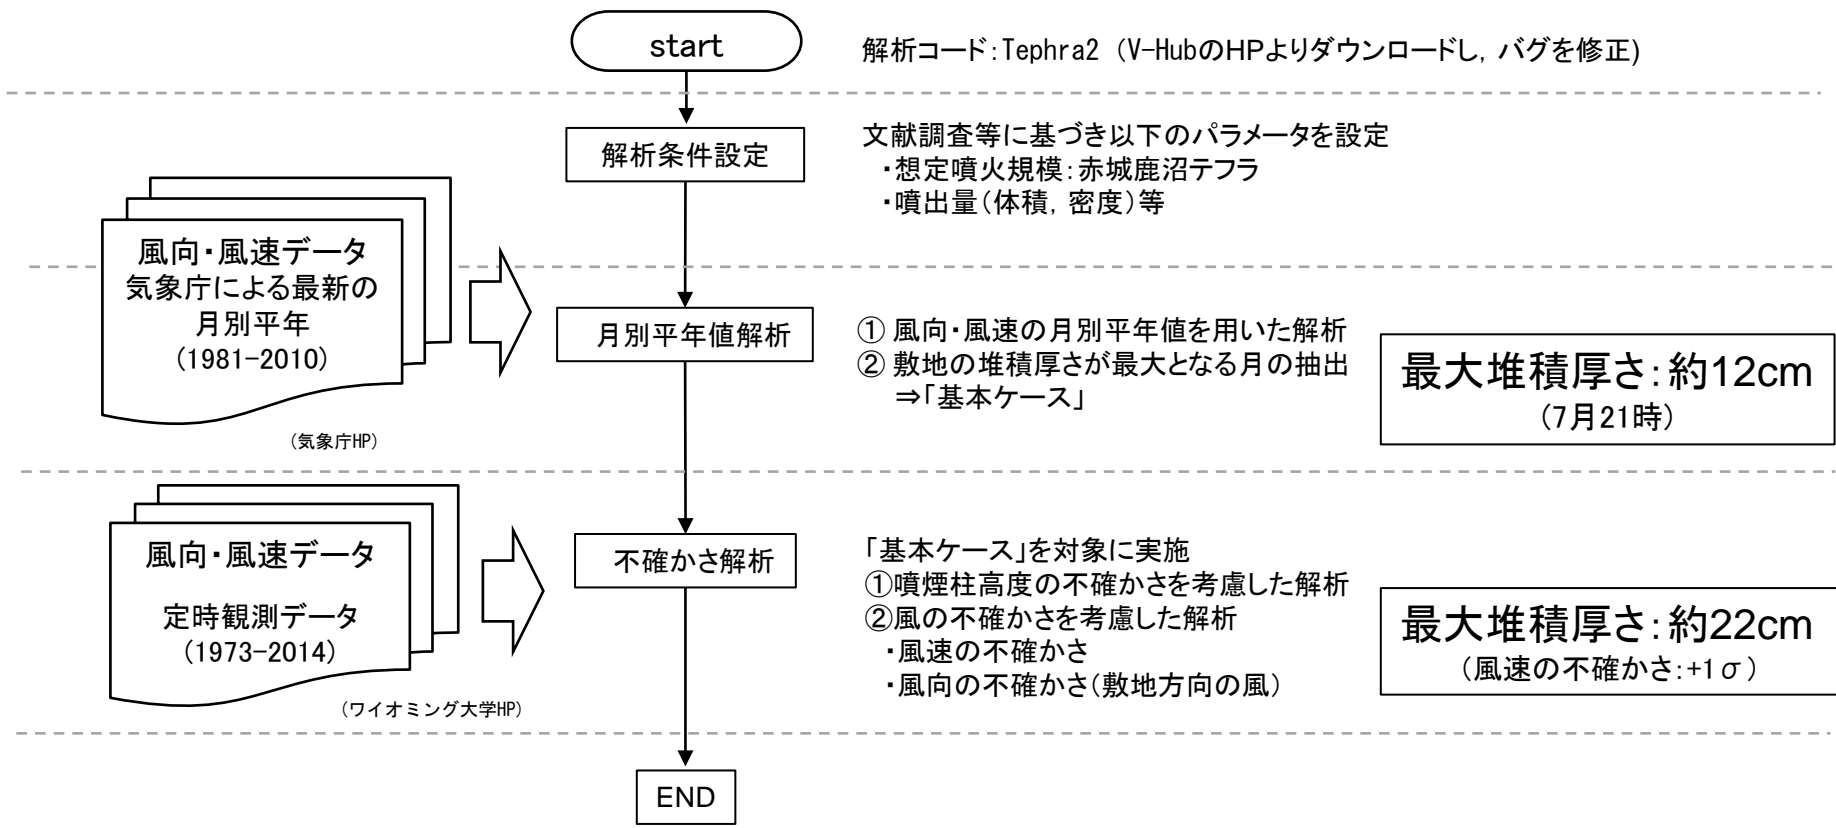 start
解析コード:Tephra2 (V-HubのHPよりダウンロードし, バグを修正)
解析条件設定
文献調査等に基づき以下のパラメータを設定
・想定噴火規模:赤城鹿沼テフラ
・噴出量(体積, 密度)等
風向・風速データ
気象庁による最新の
月別平年
(1981-2010)
(気象庁HP)
月別平年値解析
① 風向・風速の月別平年値を用いた解析
② 敷地の堆積厚さが最大となる月の抽出
⇒「基本ケース」
最大堆積厚さ:約12cm
(7月21時)
風向・風速データ
定時観測データ
(1973-2014)
(ワイオミング大学HP)
不確かさ解析
「基本ケース」を対象に実施
①噴煙柱高度の不確かさを考慮した解析
②風の不確かさを考慮した解析
・風速の不確かさ
・風向の不確かさ(敷地方向の風)
最大堆積厚さ:約22cm
(風速の不確かさ:+1σ)
END